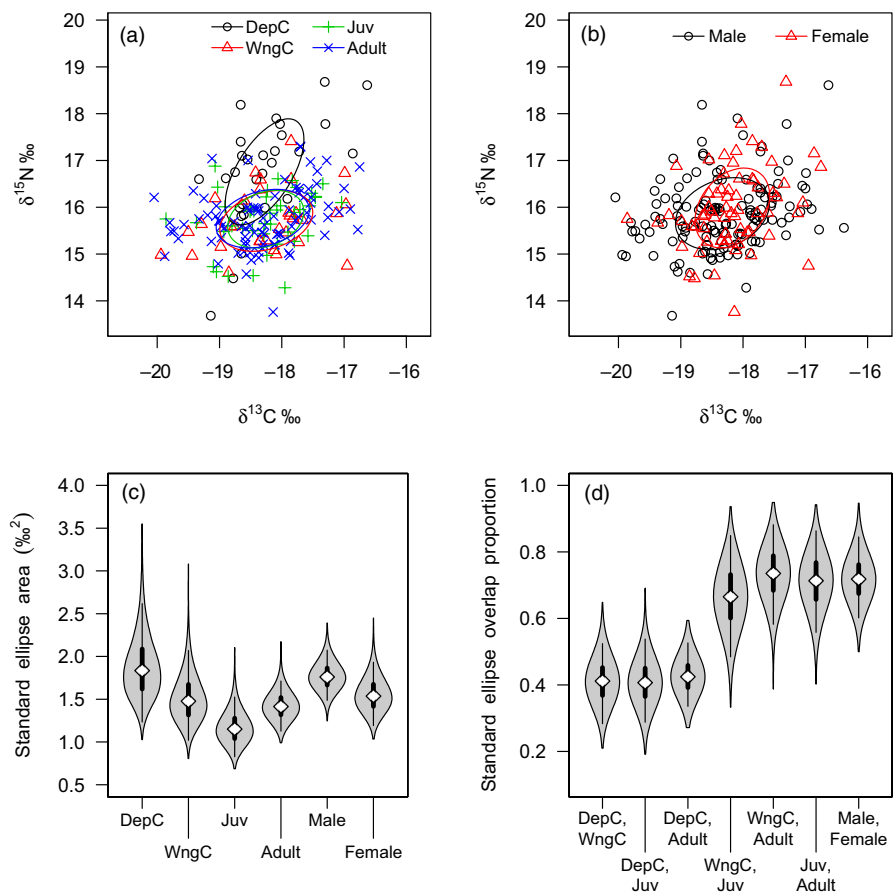 (a)
DepC
WngC
Juv
Adult
20
19
18
17
16
15
14
δ15N ‰
–20 –19 –18 –17 –16
δ13C ‰
(b)
Male
Female
20
19
18
17
16
15
14
δ15N ‰
–20 –19 –18 –17 –16
δ13C ‰
(c)
4.0
3.5
3.0
2.5
2.0
1.5
1.0
0.5
Standard ellipse area (‰2)
DepC
WngC
Juv
Adult
Male
Female
(d)
1.0
0.8
0.6
0.4
0.2
Standard ellipse overlap proportion
DepC,
WngC
DepC,
Juv
DepC,
Adult
WngC,
Juv
WngC,
Adult
Juv,
Adult
Male,
Female